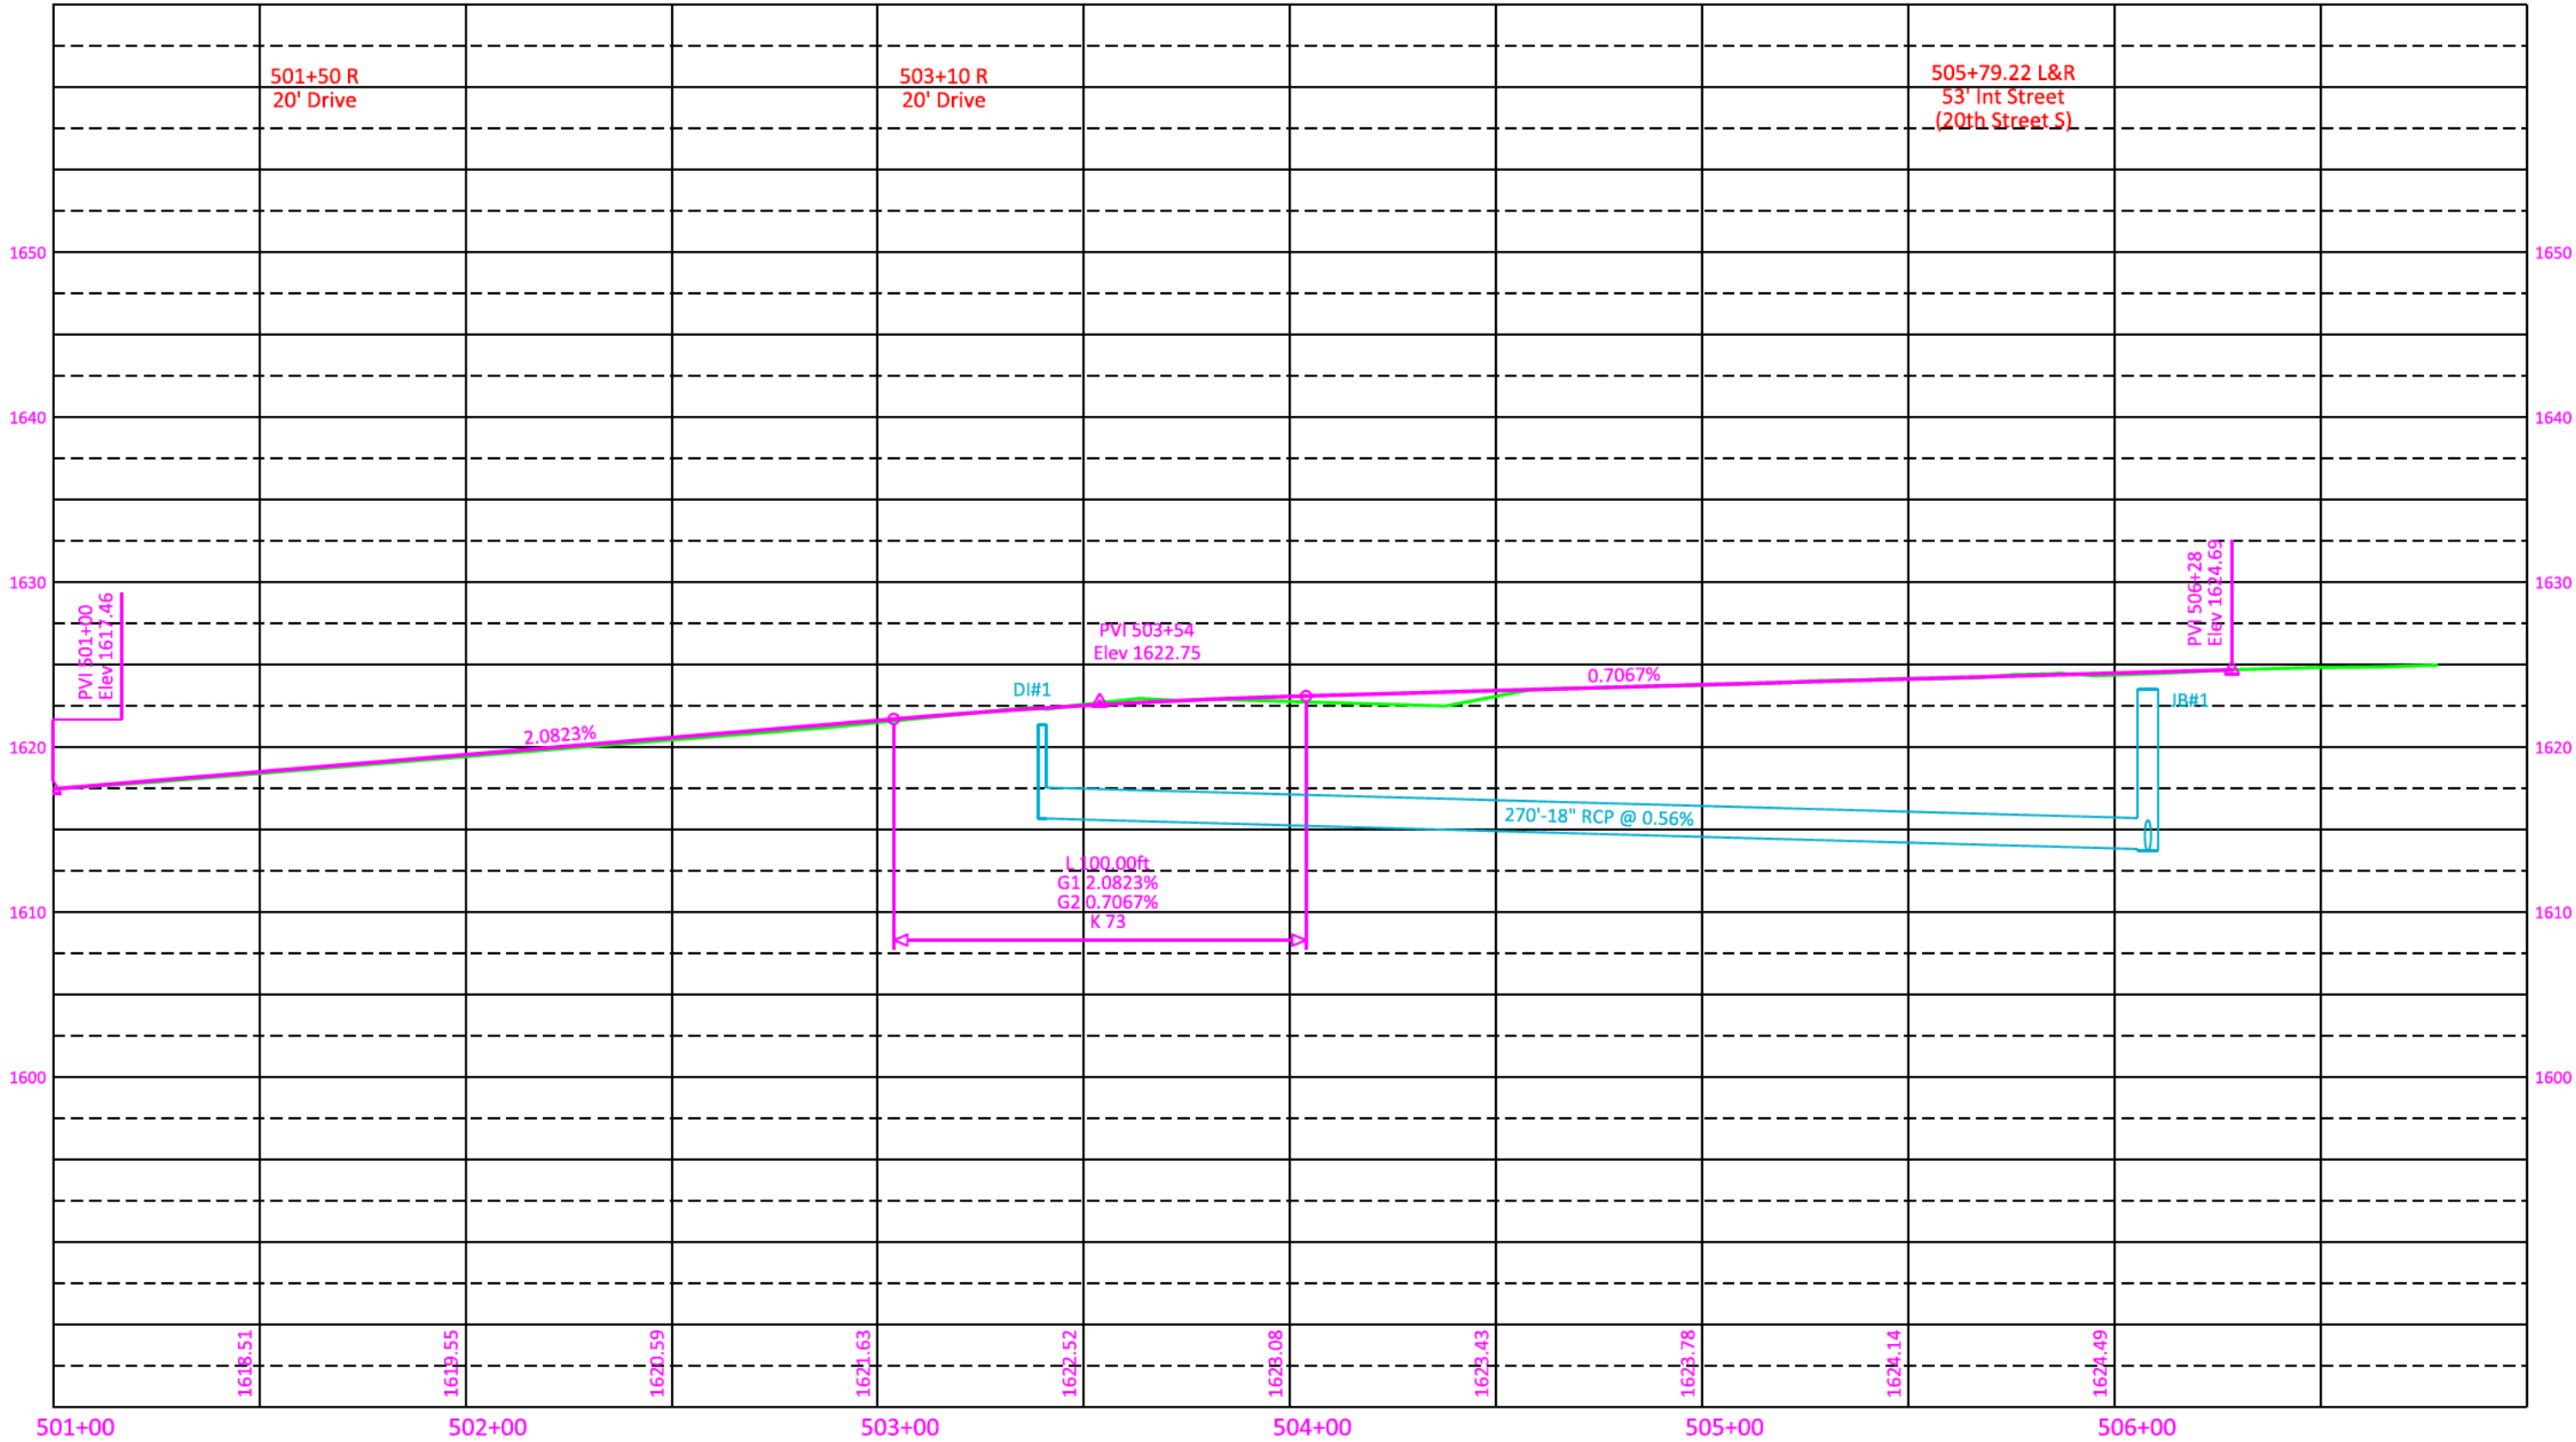 501+50 R
20' Drive
503+10 R
20' Drive
505+79.22 L&R
53' Int Street
(20th Street S)
1650
1650
1640
1640
1630
1630
PVI 501+00
Elev 1617.46
PVI 503+54
Elev 1622.75
PVI 506+28
Elev 1624.69
DI#1
0.7067%
JB#1
2.0823%
1620
1620
270'-18" RCP @ 0.56%
L 100.00ft
G1 2.0823%
G2 0.7067%
K 73
1610
1610
1600
1600
1618.51
1619.55
1620.59
1621.63
1622.52
1623.08
1623.43
1623.78
1624.14
1624.49
501+00
502+00
503+00
504+00
505+00
506+00